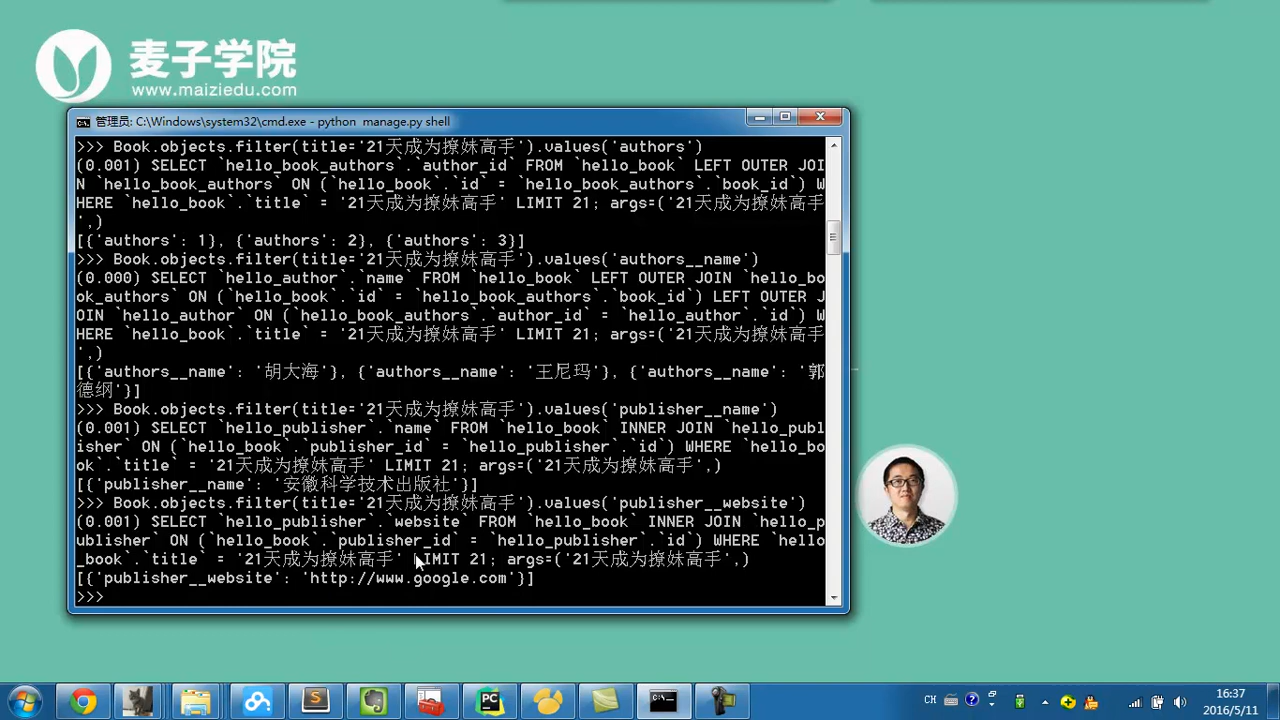 麦子学院
www.maiziedu.com
管理员: C:\Windows\system32\cmd.exe - python  manage.py shell
>>> Book.objects.filter(title='21天成为撩妹高手').values('authors')
(0.001) SELECT `hello_book_authors`.`author_id` FROM `hello_book` LEFT OUTER JOI
N `hello_book_authors` ON (`hello_book`.`id` = `hello_book_authors`.`book_id`) W
HERE `hello_book`.`title` = '21天成为撩妹高手' LIMIT 21; args=('21天成为撩妹高手
',)
[{'authors': 1}, {'authors': 2}, {'authors': 3}]
>>> Book.objects.filter(title='21天成为撩妹高手').values('authors__name')
(0.000) SELECT `hello_author`.`name` FROM `hello_book` LEFT OUTER JOIN `hello_bo
ok_authors` ON (`hello_book`.`id` = `hello_book_authors`.`book_id`) LEFT OUTER J
OIN `hello_author` ON (`hello_book_authors`.`author_id` = `hello_author`.`id`) W
HERE `hello_book`.`title` = '21天成为撩妹高手' LIMIT 21; args=('21天成为撩妹高手
',)
[{'authors__name': '胡大海'}, {'authors__name': '王尼玛'}, {'authors__name': '郭
德纲'}]
>>> Book.objects.filter(title='21天成为撩妹高手').values('publisher__name')
(0.001) SELECT `hello_publisher`.`name` FROM `hello_book` INNER JOIN `hello_publ
isher` ON (`hello_book`.`publisher_id` = `hello_publisher`.`id`) WHERE `hello_bo
ok`.`title` = '21天成为撩妹高手' LIMIT 21; args=('21天成为撩妹高手',)
[{'publisher__name': '安徽科学技术出版社'}]
>>> Book.objects.filter(title='21天成为撩妹高手').values('publisher__website')
(0.001) SELECT `hello_publisher`.`website` FROM `hello_book` INNER JOIN `hello_p
ublisher` ON (`hello_book`.`publisher_id` = `hello_publisher`.`id`) WHERE `hello
_book`.`title` = '21天成为撩妹高手' LIMIT 21; args=('21天成为撩妹高手',)
[{'publisher__website': 'http://www.google.com'}]
>>>
CH
16:37
2016/5/11